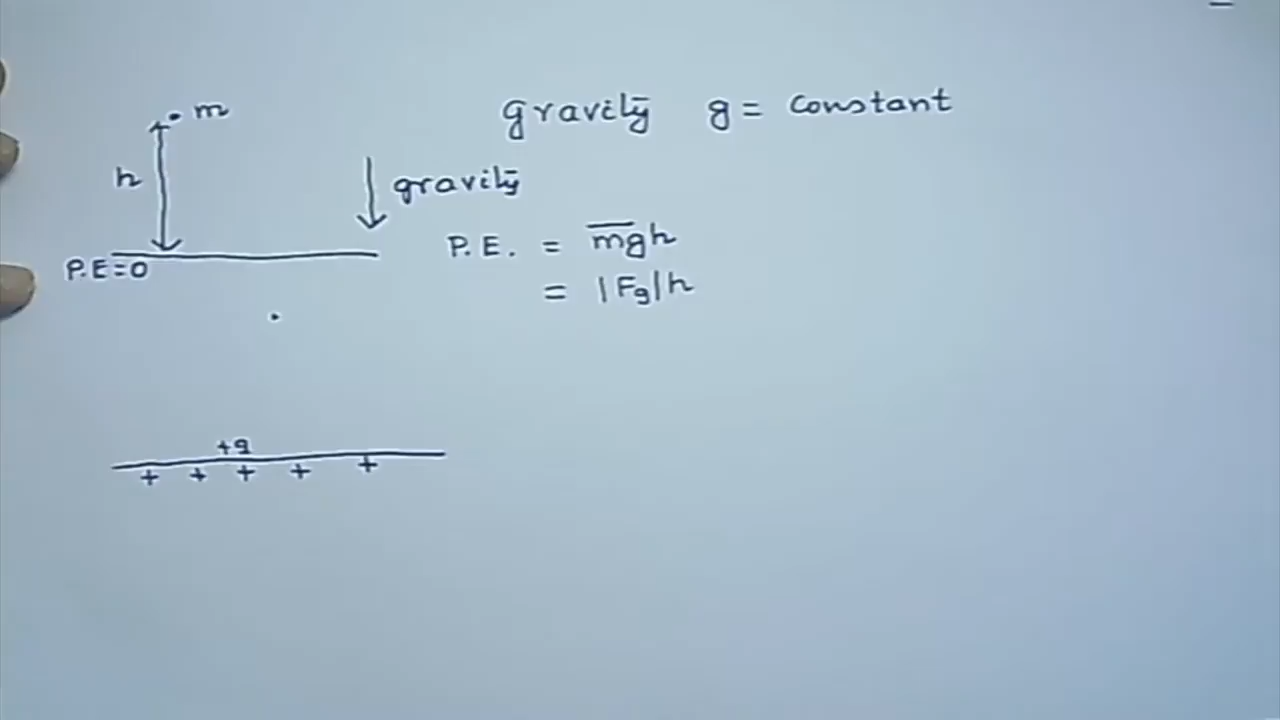 m
gravity g = constant
h
gravity
P.E. = mgh
P.E=0
= |Fg|h
+q
+ + + + +